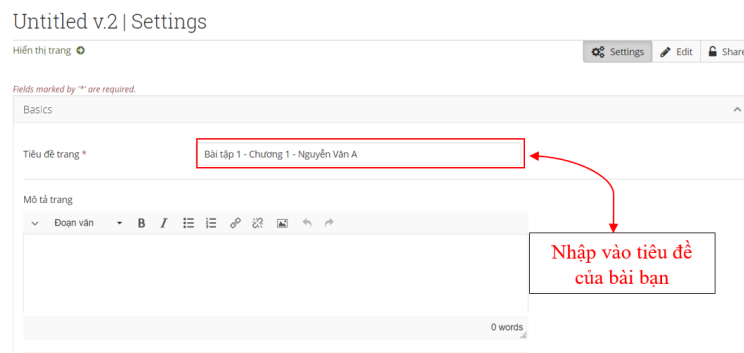 Untitled v.2 | Settings
Hiển thị trang
Settings
Edit
Share
Fields marked by '*' are required.
Basics
Tiêu đề trang *
Bài tập 1 - Chương 1 - Nguyễn Văn A
Mô tả trang
Đoạn văn
B
I
Nhập vào tiêu đề
của bài bạn
0 words